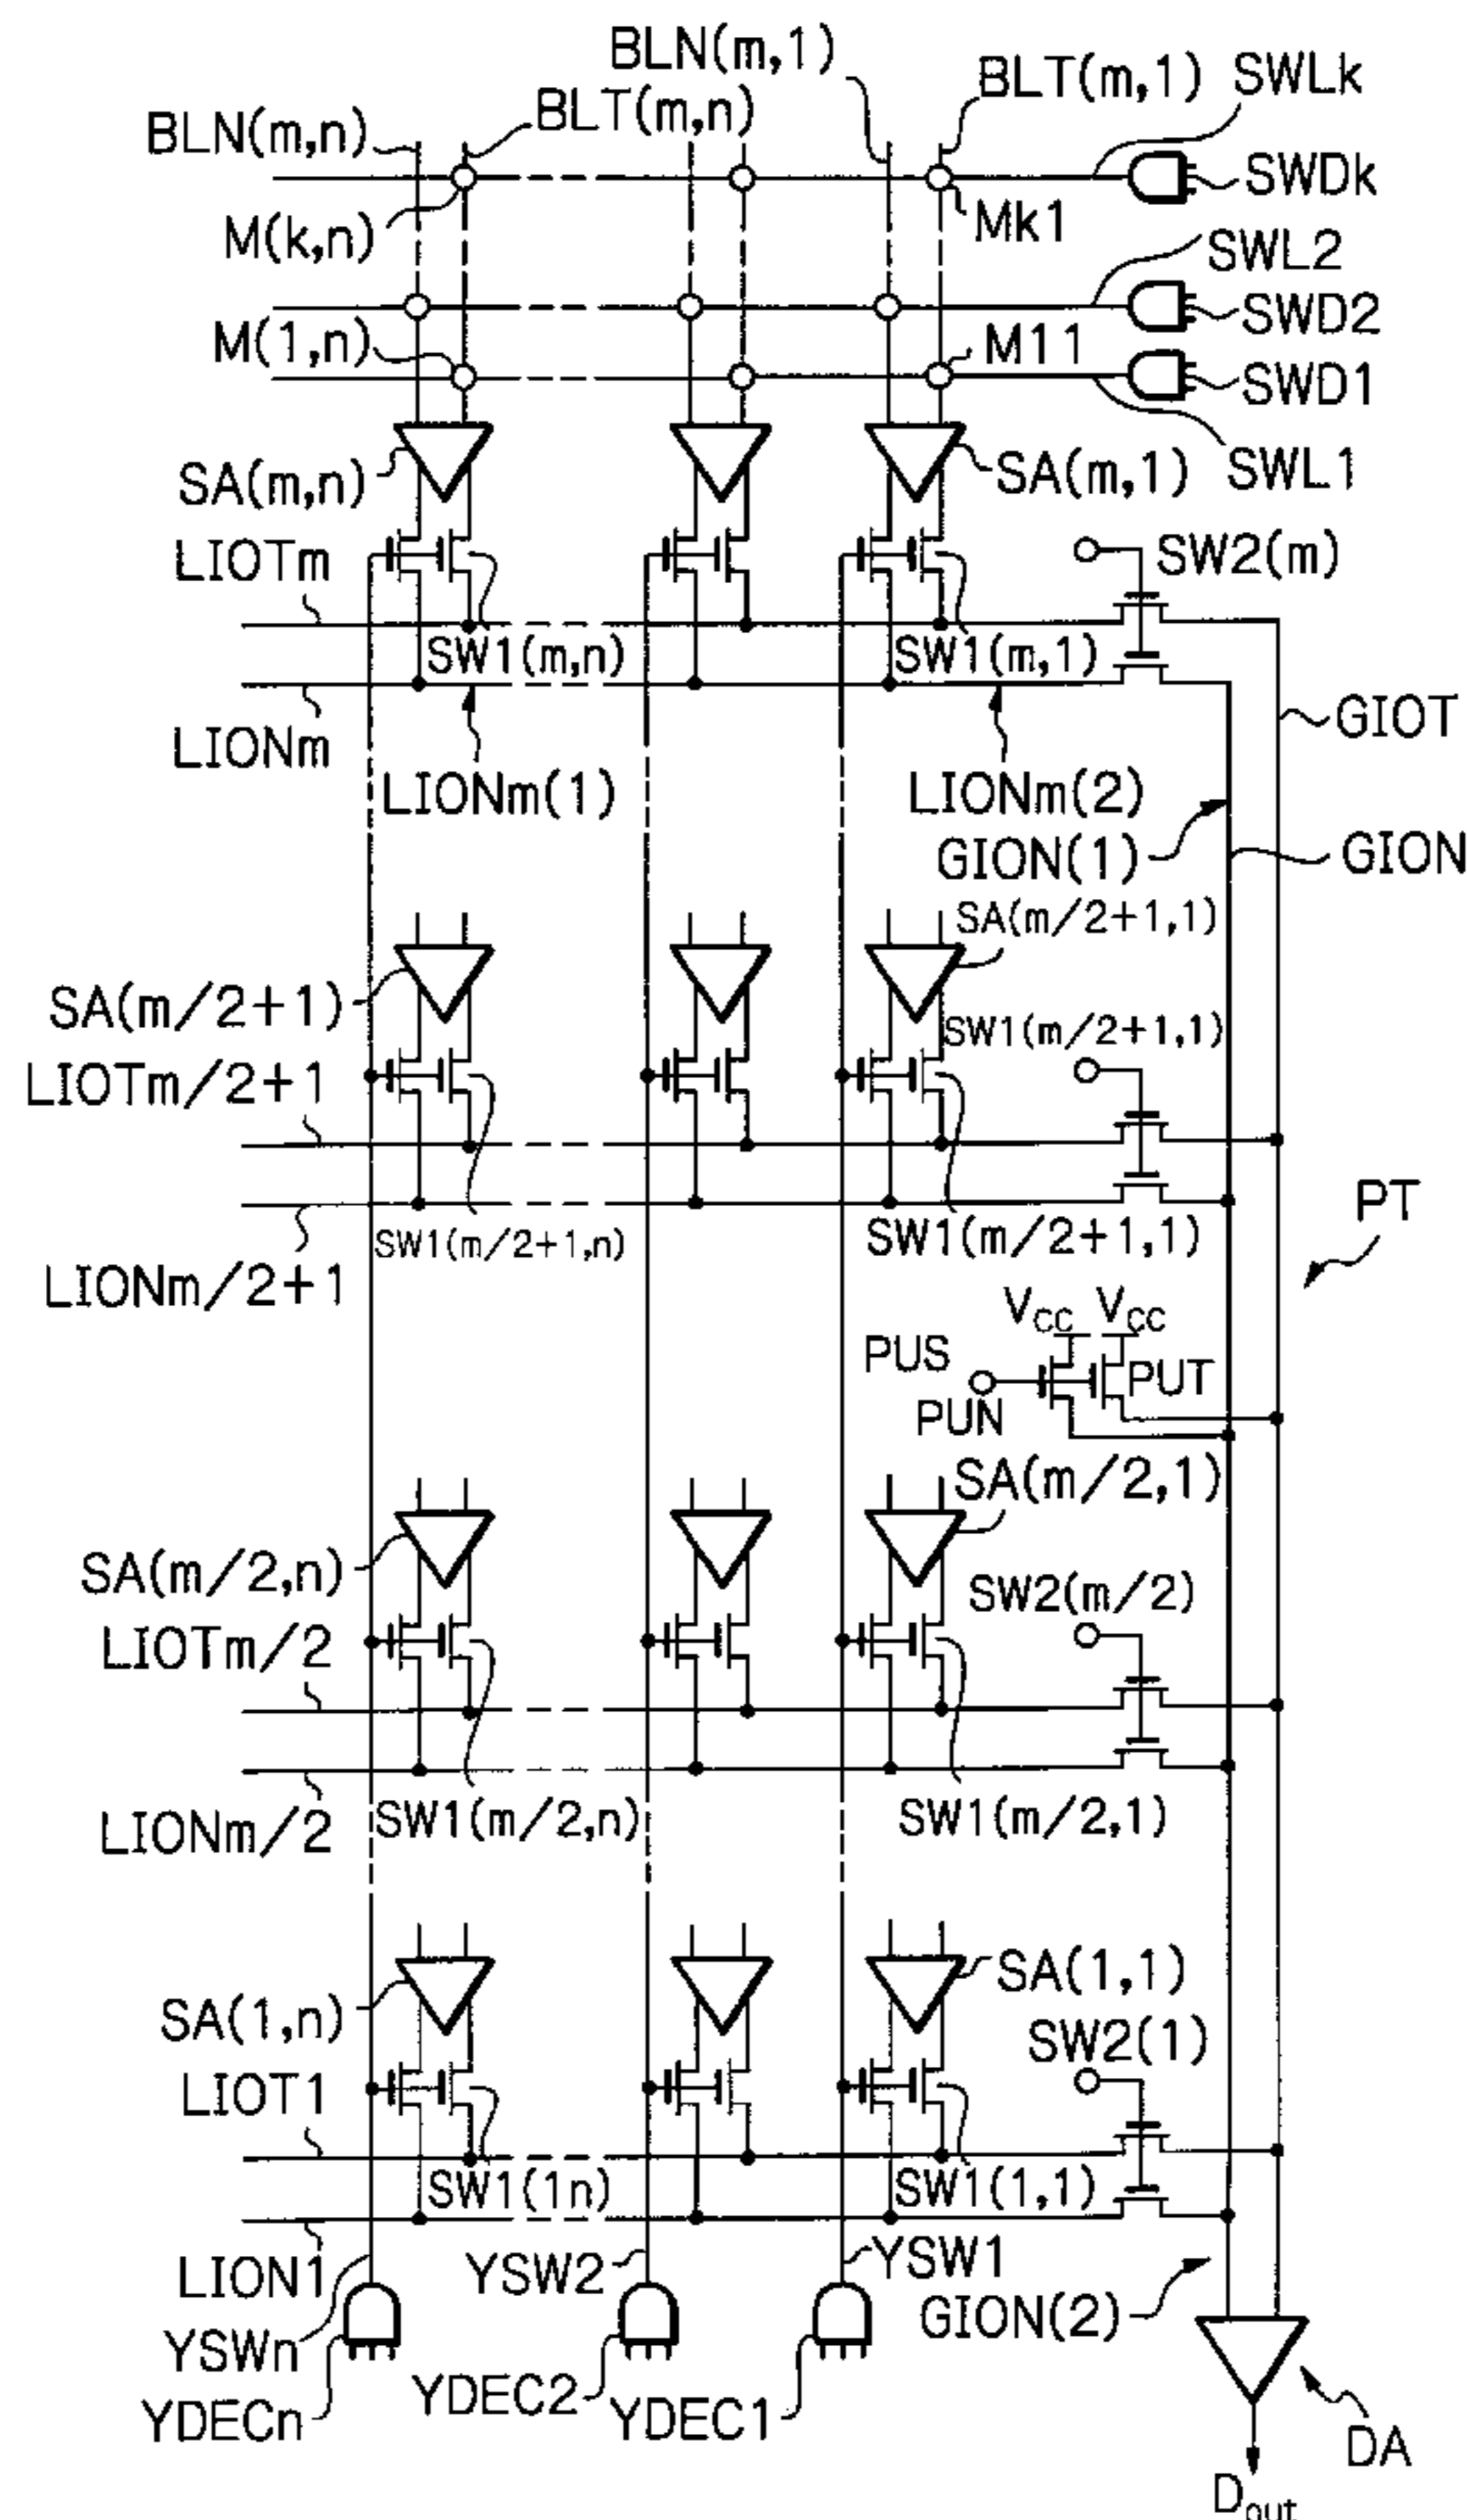 BLN(m,1)
BLT(m,1)
SWLk
BLT(m,n)
BLN(m,n)
SWDk
M(k,n)
Mk1
SWL2
SWD2
M(1,n)
M11
SWD1
SA(m,n)
SA(m,1)
SWL1
LIOTm
SW2(m)
SW1(m,n)
SW1(m,1)
LIONm
GIOT
LIONm(1)
LIONm(2)
GION(1)
GION
SA(m/2+1,1)
SA(m/2+1)
SW1(m/2+1,1)
LIOTm/2+1
PT
SW1(m/2+1,n)
SW1(m/2+1,1)
LIONm/2+1
VCC VCC
PUS
PUT
PUN
SA(m/2,1)
SA(m/2,n)
SW2(m/2)
LIOTm/2
SW1(m/2,n)
SW1(m/2,1)
LIONm/2
SA(1,1)
SA(1,n)
SW2(1)
LIOT1
SW1(1n)
SW1(1,1)
LION1
YSW2
YSW1
GION(2)
YSWn
YDEC2
YDEC1
YDECn
DA
Dout